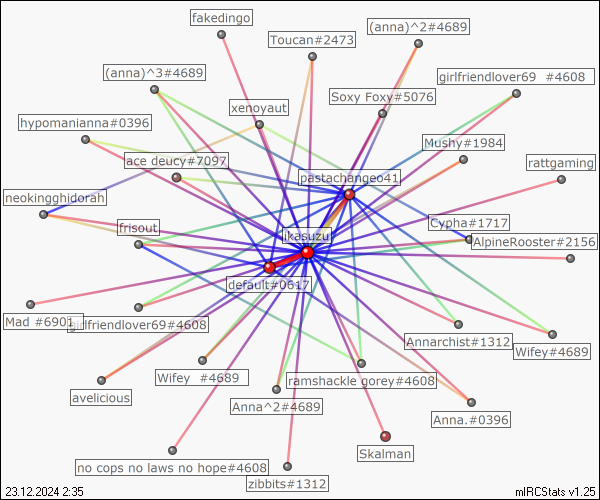 fakedingo
(anna)^2#4689
Toucan#2473
(anna)^3#4689
girlfriendlover69   #4608
Soxy Foxy#5076
xenoyaut
hypomanianna#0396
Mushy#1984
ace deucy#7097
rattgaming
pastachangeo41
neokingghidorah
Cypha#1717
frisout
ikasuzu
AlpineRooster#2156
default#0617
Mad #6901
girlfriendlover69#4608
Annarchist#1312
Wifey#4689
Wifey   #4689
ramshackle gorey#4608
avelicious
Anna^2#4689
Anna.#0396
Skalman
no cops no laws no hope#4608
zibbits#1312
23.12.2024 2:35
mIRCStats v1.25